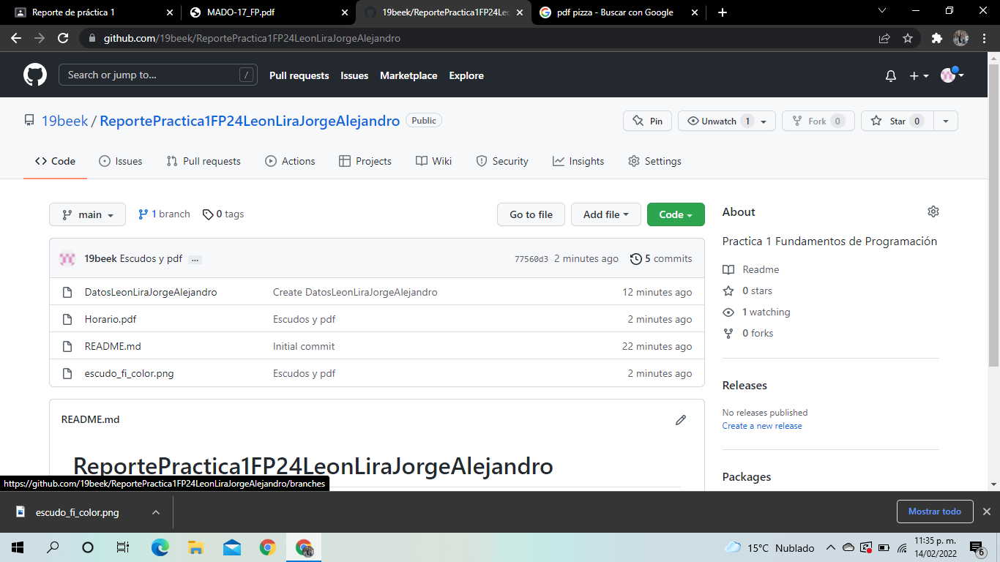 Reporte de práctica 1
MADO-17_FP.pdf
19beek/ReportePractica1FP24Leo
pdf pizza - Buscar con Google
github.com/19beek/ReportePractica1FP24LeonLiraJorgeAlejandro
Search or jump to...
/
Pull requests
Issues
Marketplace
Explore
19beek / ReportePractica1FP24LeonLiraJorgeAlejandro
Public
Pin
Unwatch 1
Fork 0
Star 0
Code
Issues
Pull requests
Actions
Projects
Wiki
Security
Insights
Settings
main
1 branch
0 tags
Go to file
Add file
Code
19beek Escudos y pdf ...
77560d3 2 minutes ago
5 commits
DatosLeonLiraJorgeAlejandro
Create DatosLeonLiraJorgeAlejandro
12 minutes ago
Horario.pdf
Escudos y pdf
2 minutes ago
README.md
Initial commit
22 minutes ago
escudo_fi_color.png
Escudos y pdf
2 minutes ago
README.md
ReportePractica1FP24LeonLiraJorgeAlejandro
About
Practica 1 Fundamentos de Programación
Readme
0 stars
1 watching
0 forks
Releases
No releases published
Create a new release
Packages
https://github.com/19beek/ReportePractica1FP24LeonLiraJorgeAlejandro/branches
escudo_fi_color.png
Mostrar todo
15°C Nublado
11:35 p. m.
14/02/2022
6